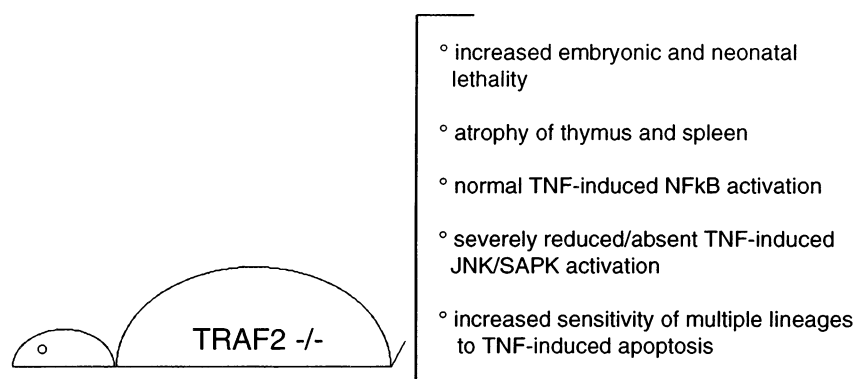 ° increased embryonic and neonatal
lethality
° atrophy of thymus and spleen
° normal TNF-induced NFkB activation
° severely reduced/absent TNF-induced
JNK/SAPK activation
° increased sensitivity of multiple lineages
to TNF-induced apoptosis
TRAF2 -/-